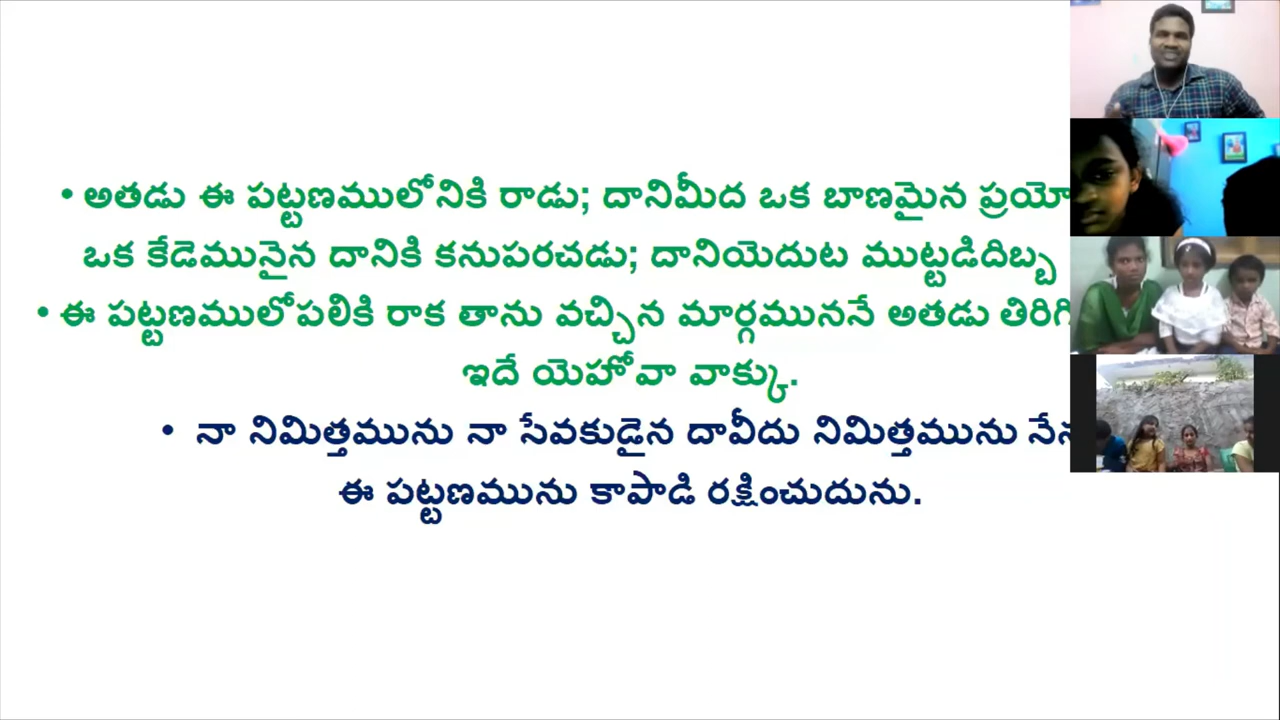 • అతడు ఈ పట్టణములోనికి రాడు; దానిమీద ఒక బాణమైన
ఒక కేడెమునైన దానికి కనుపరచడు; దానియెదుట ముట్టడిదిబ్బ
• ఈ పట్టణములోపలికి రాక తాను వచ్చిన మార్గముననే అతడు
ఇదే యెహోవా వాక్కు.
• నా నిమిత్తమును నా సేవకుడైన దావీదు నిమిత్తమును
ఈ పట్టణమును కాపాడి రక్షించుదును.